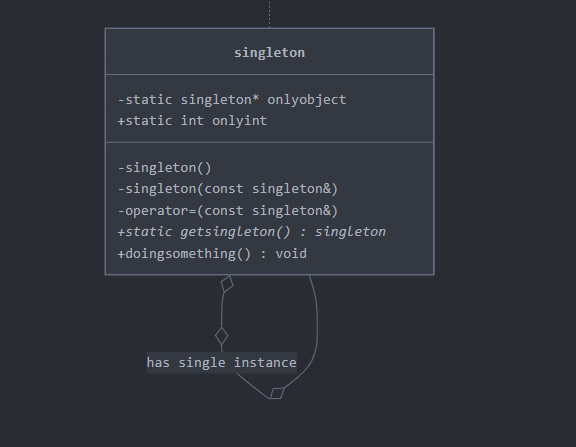 singleton
-static singleton* onlyobject
+static int onlyint
-singleton()
-singleton(const singleton&)
-operator=(const singleton&)
+static getsingleton() : singleton
+doingsomething() : void
has single instance